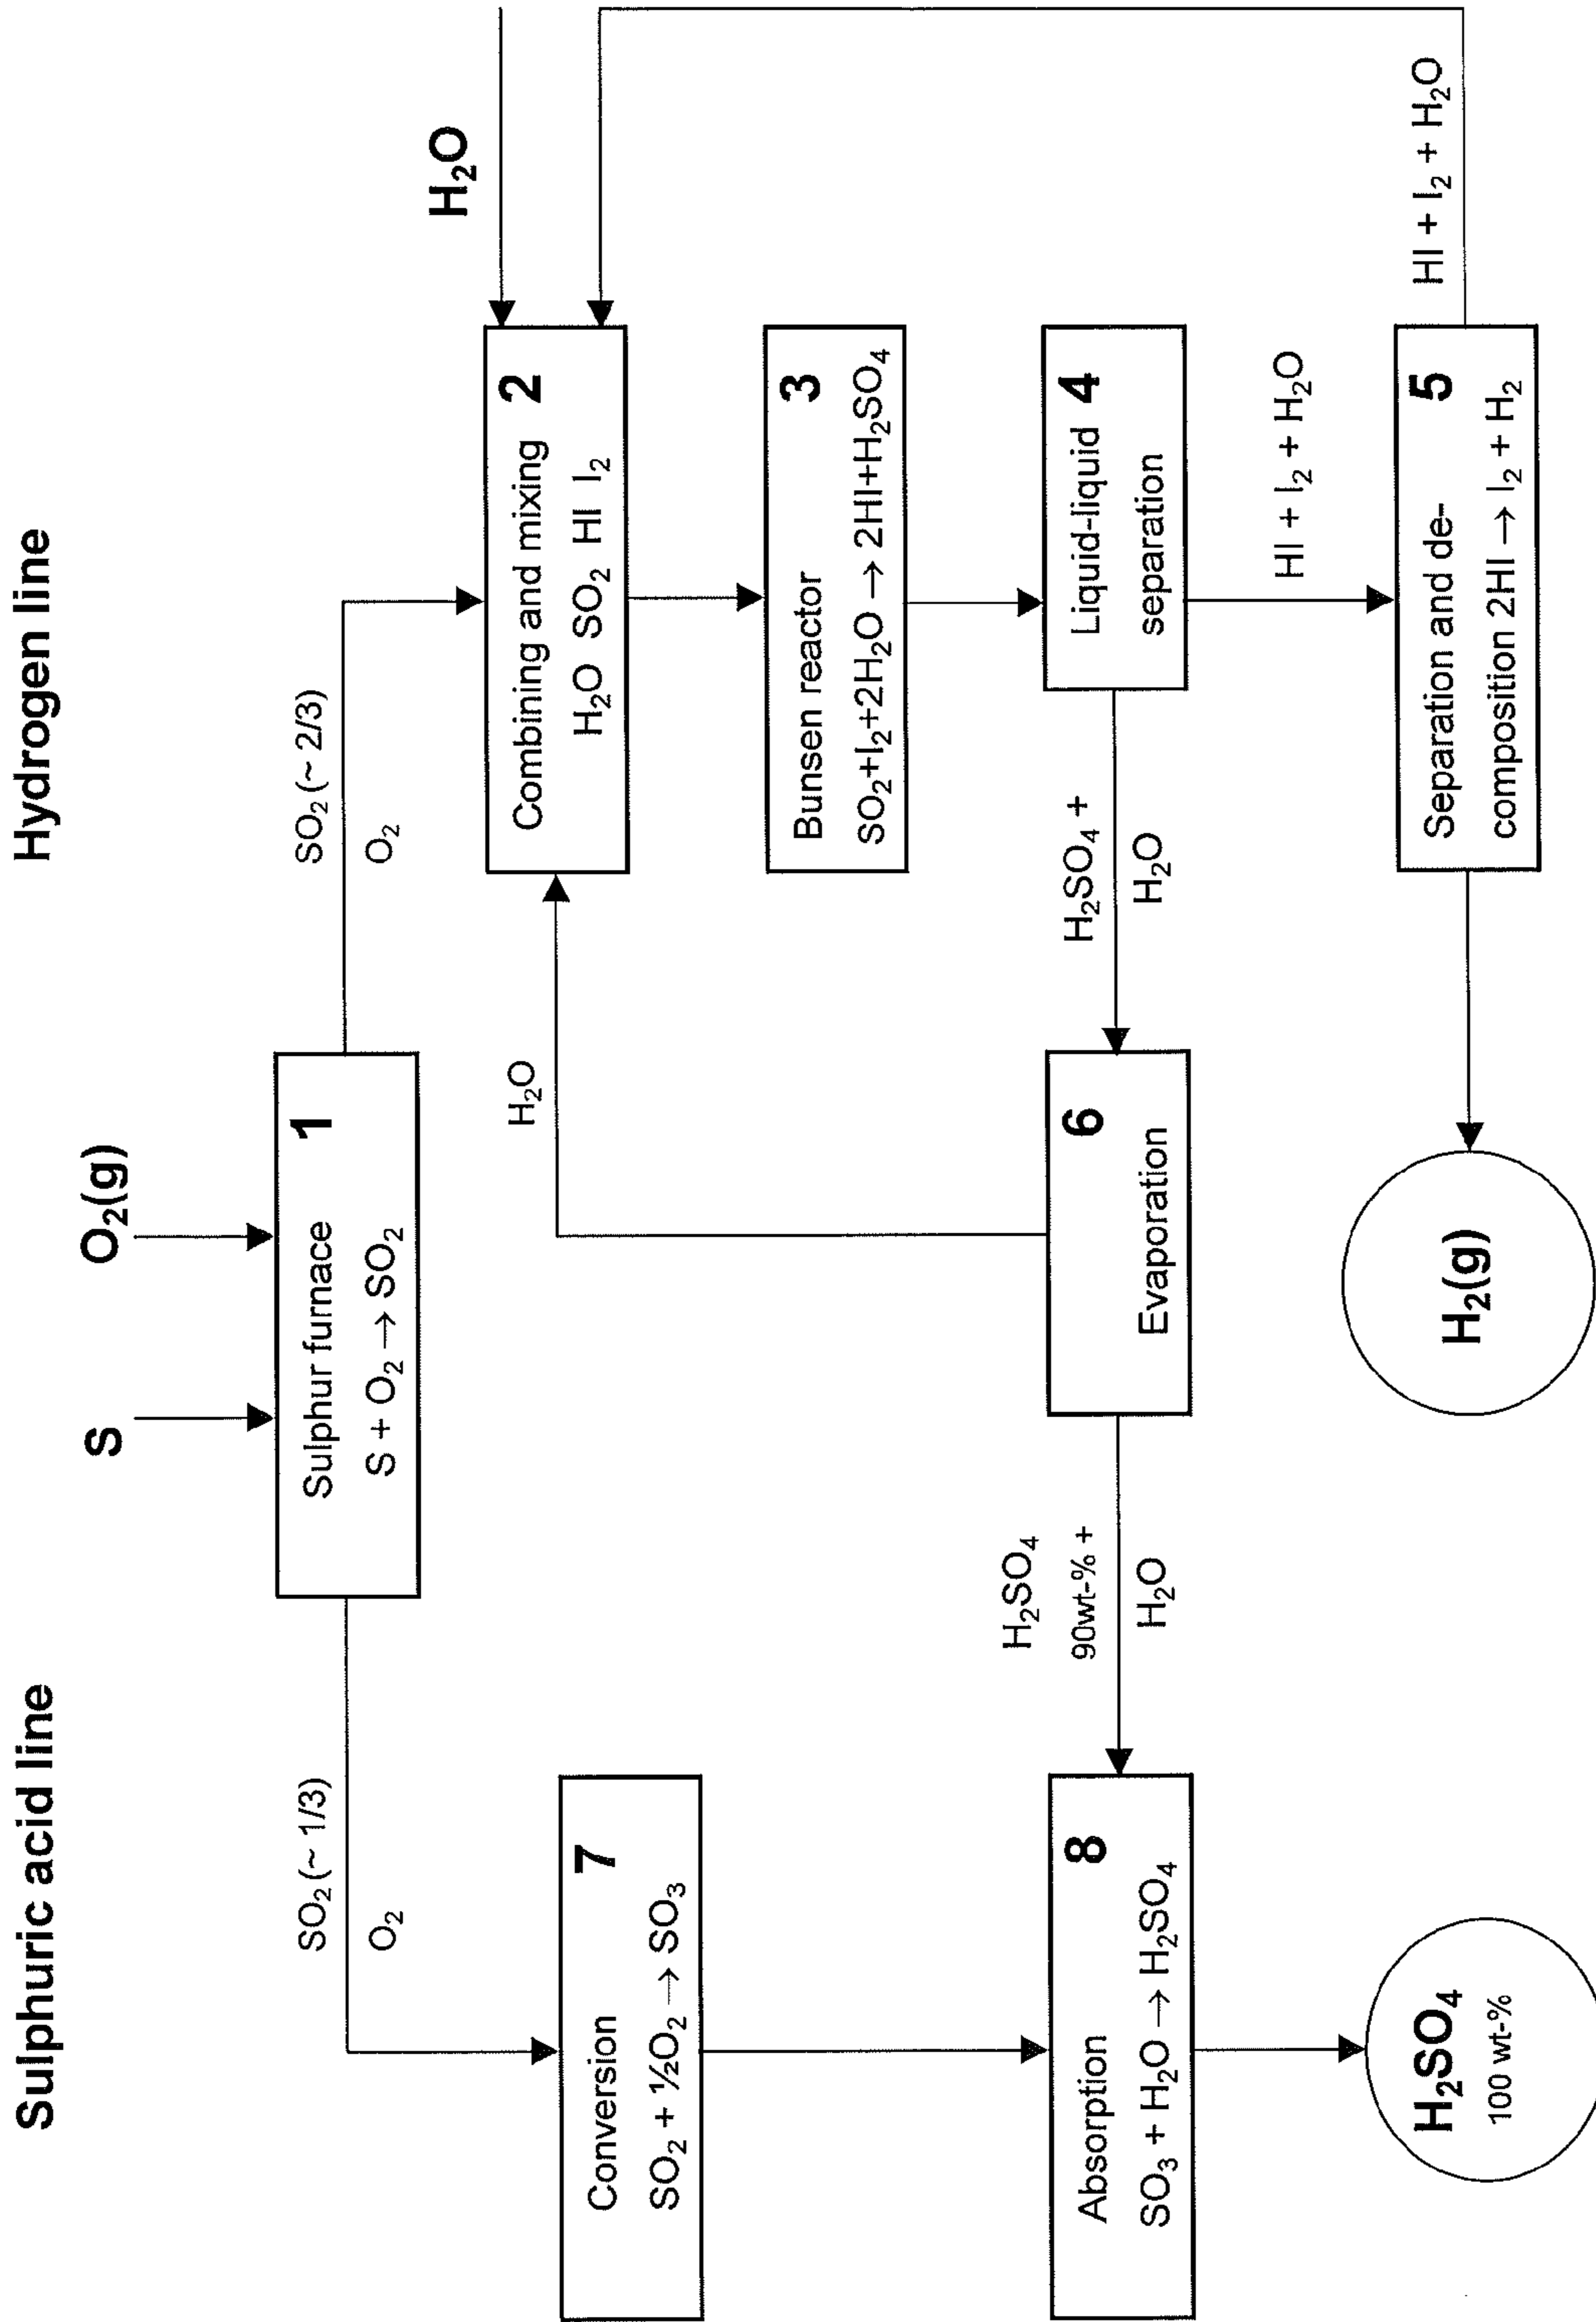 Sulphuric acid line
Hydrogen line
S
O₂(g)
Sulphur furnace
1
S + O₂ → SO₂
SO₂ (~ 1/3)
O₂
SO₂ (~ 2/3)
O₂
H₂O
H₂O
Combining and mixing
2
H₂O SO₂ HI I₂
Conversion
7
SO₂ + ½O₂ → SO₃
Bunsen reactor
3
SO₂+I₂+2H₂O → 2HI+H₂SO₄
Liquid-liquid
4
separation
H₂SO₄ +
H₂O
6
Evaporation
H₂SO₄
90wt-% +
H₂O
Absorption
8
SO₃ + H₂O → H₂SO₄
HI + I₂ + H₂O
HI + I₂ + H₂O
5
Separation and de-
composition 2HI → I₂ + H₂
H₂(g)
H₂SO₄
100 wt-%